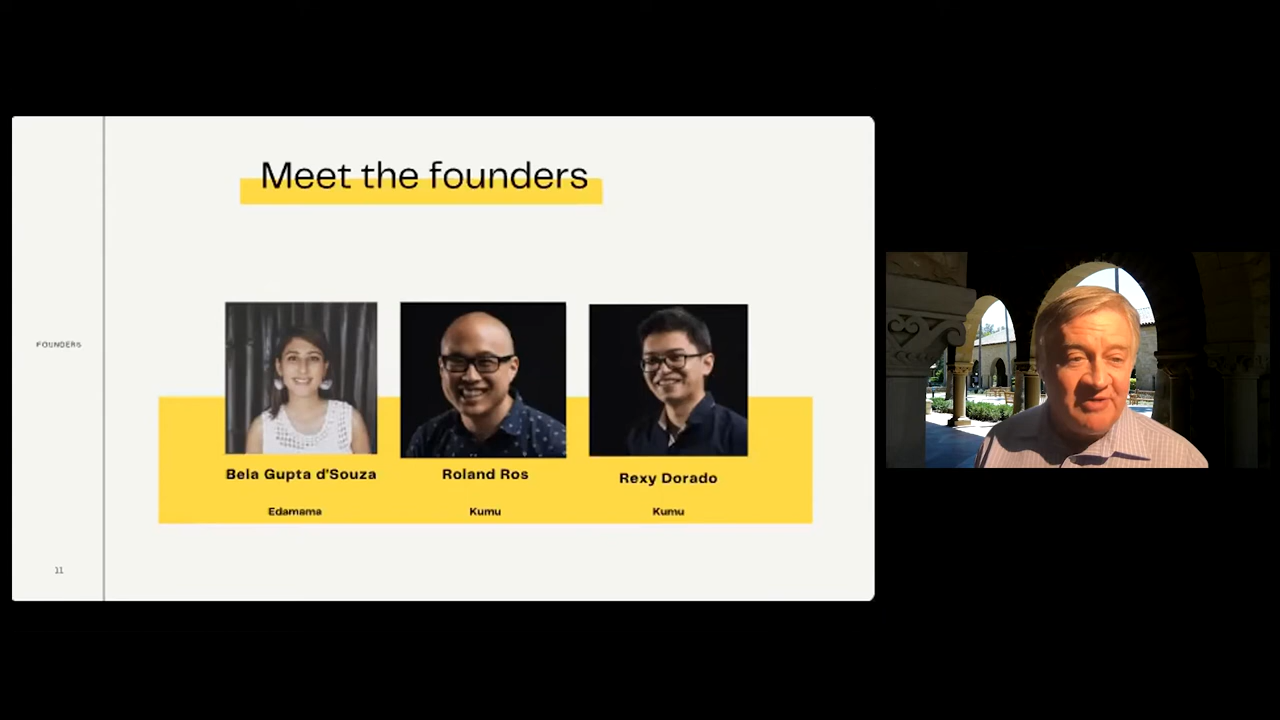 Meet the founders
FOUNDERS
Bela Gupta d'Souza
Roland Ros
Rexy Dorado
Edamama
Kumu
Kumu
11